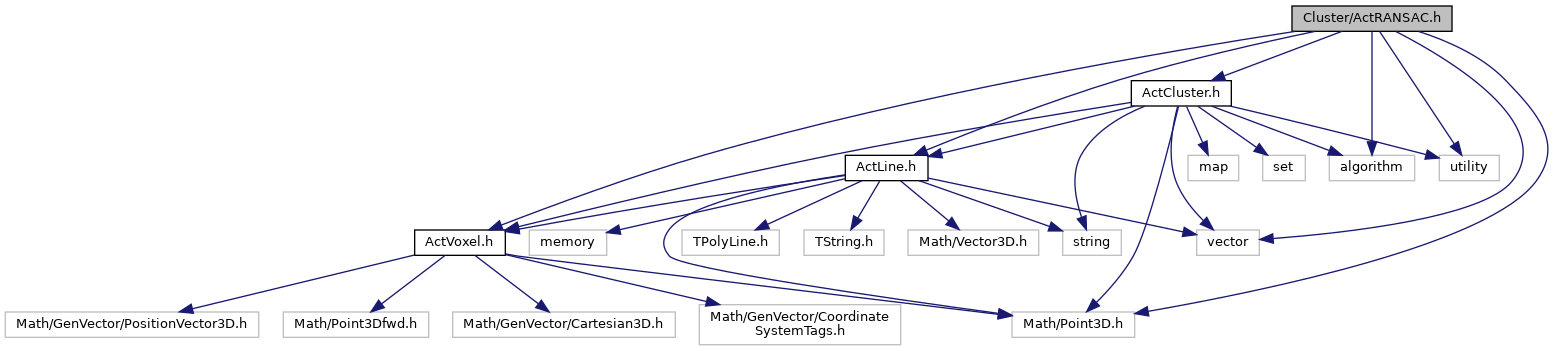 Cluster/ActRANSAC.h
ActCluster.h
ActLine.h
map
set
algorithm
utility
ActVoxel.h
memory
TPolyLine.h
TString.h
Math/Vector3D.h
string
vector
Math/GenVector/PositionVector3D.h
Math/Point3Dfwd.h
Math/GenVector/Cartesian3D.h
Math/GenVector/Coordinate
SystemTags.h
Math/Point3D.h